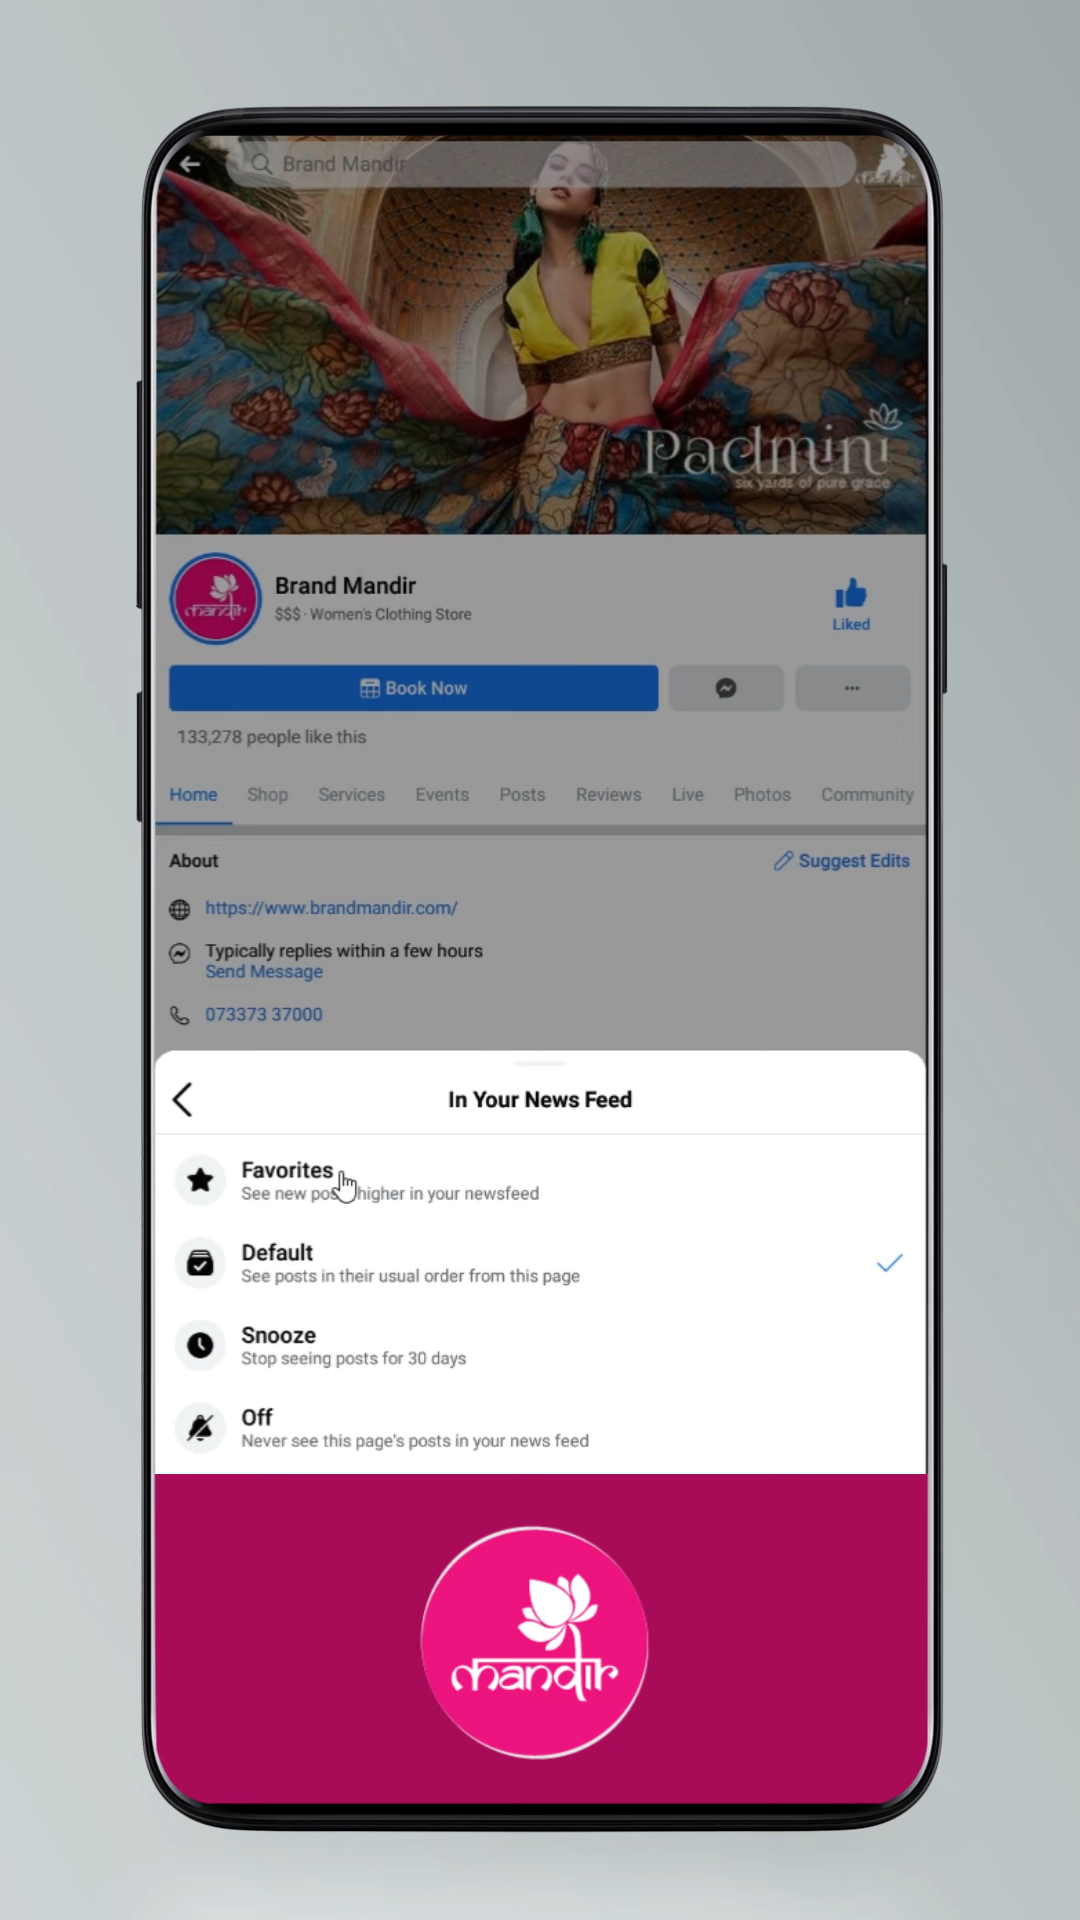 Brand Mandir
mandir
Padmini
six yards of pure grace
mandir
Brand Mandir
$$$ · Women's Clothing Store
Liked
Book Now
133,278 people like this
Home Shop Services Events Posts Reviews Live Photos Community
About
Suggest Edits
https://www.brandmandir.com/
Typically replies within a few hours
Send Message
073373 37000
In Your News Feed
Favorites
See new higher in your newsfeed
Default
See posts in their usual order from this page
Snooze
Stop seeing posts for 30 days
Off
Never see this page's posts in your news feed
mandir